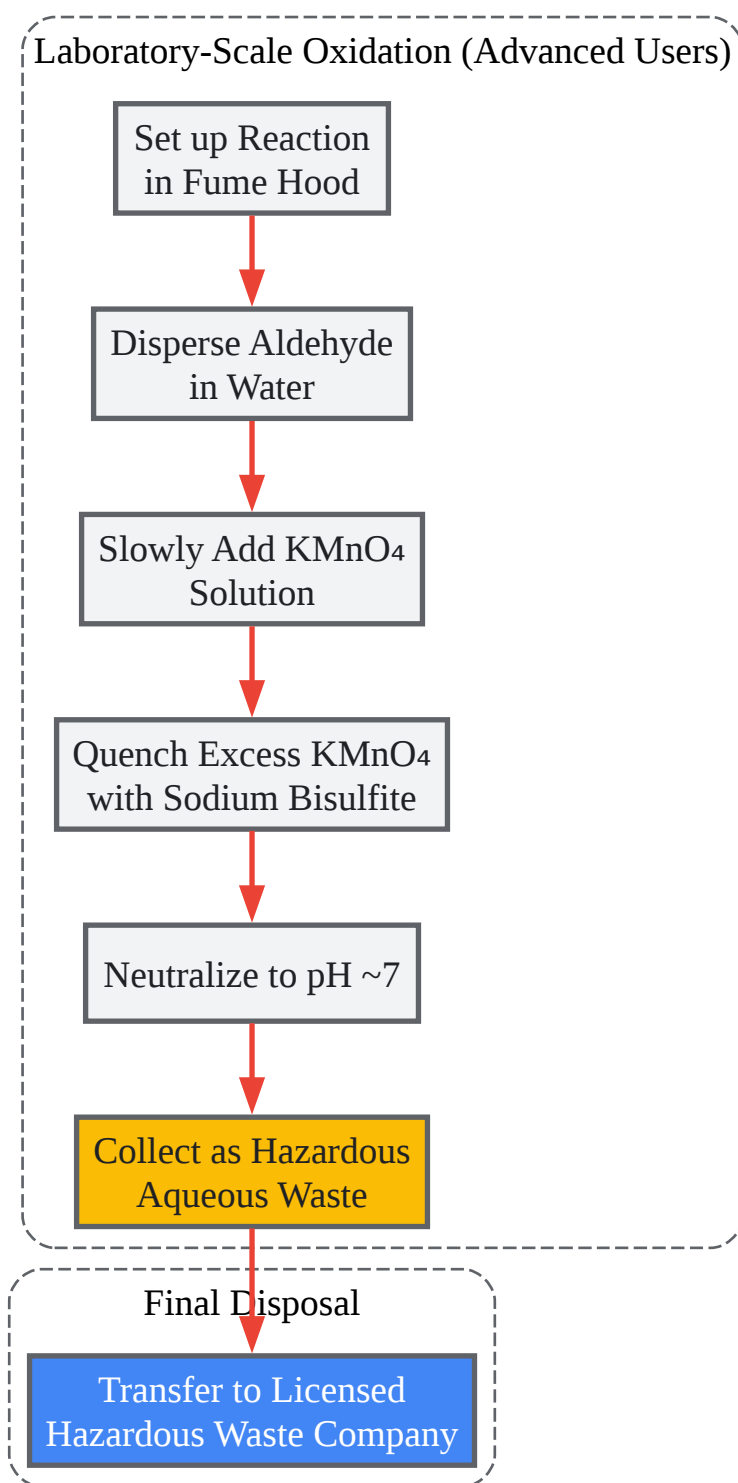 Laboratory-Scale Oxidation (Advanced Users)
Set up Reaction
in Fume Hood
Disperse Aldehyde
in Water
Slowly Add KMnO₄
Solution
Quench Excess KMnO₄
with Sodium Bisulfite
Neutralize to pH ~7
Collect as Hazardous
Aqueous Waste
Final Disposal
Transfer to Licensed
Hazardous Waste Company